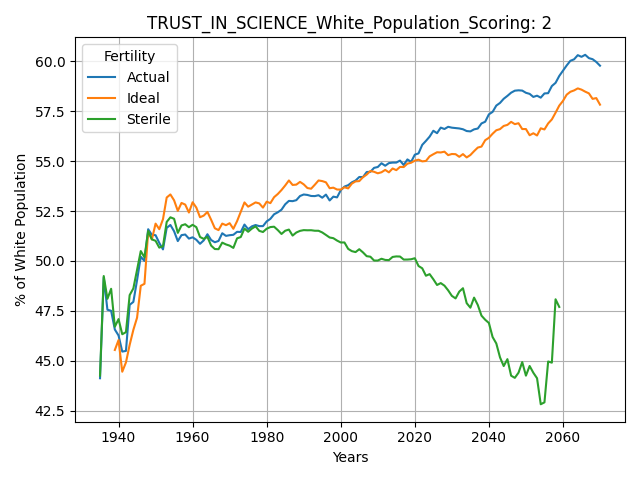 TRUST_IN_SCIENCE_White_Population_Scoring: 2
Fertility
Actual
Ideal
Sterile
% of White Population
60.0
57.5
55.0
52.5
50.0
47.5
45.0
42.5
1940 1960 1980 2000 2020 2040 2060
Years